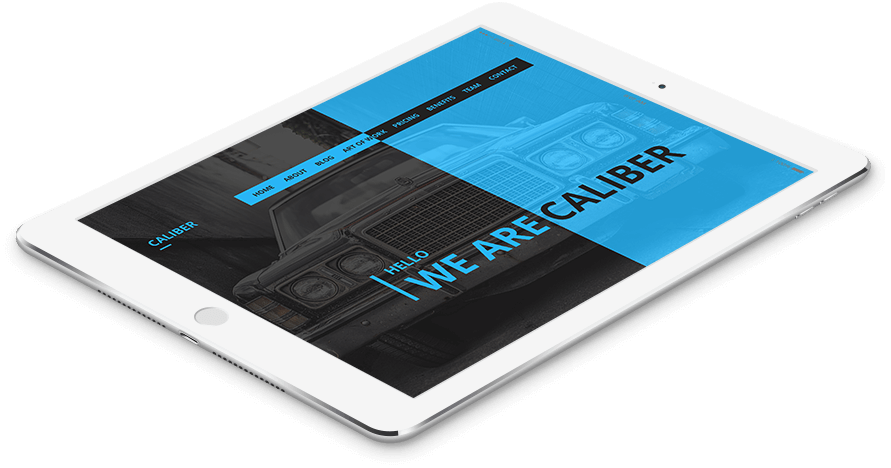 CALIBER
HOME ABOUT BLOG ART OF WORK PRICING BENEFITS TEAM CONTACT
HELLO
WE ARE CALIBER